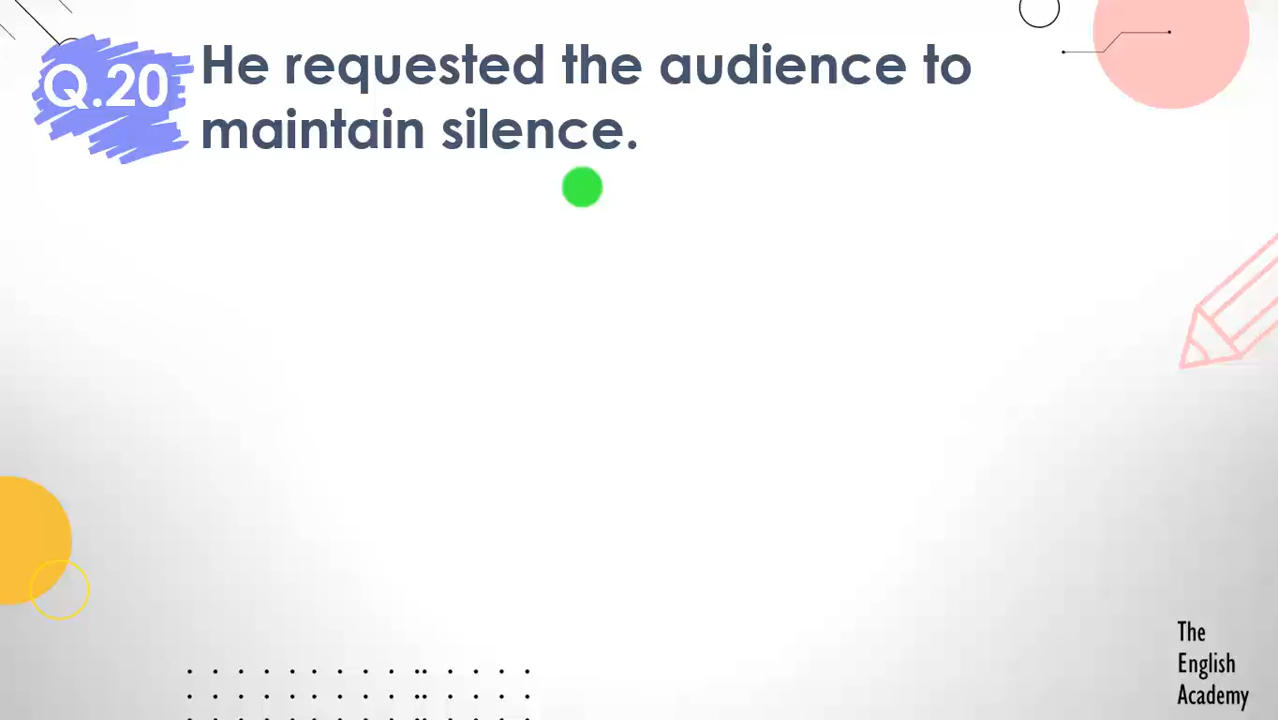 Q.20
He requested the audience to
maintain silence.
The
English
Academy